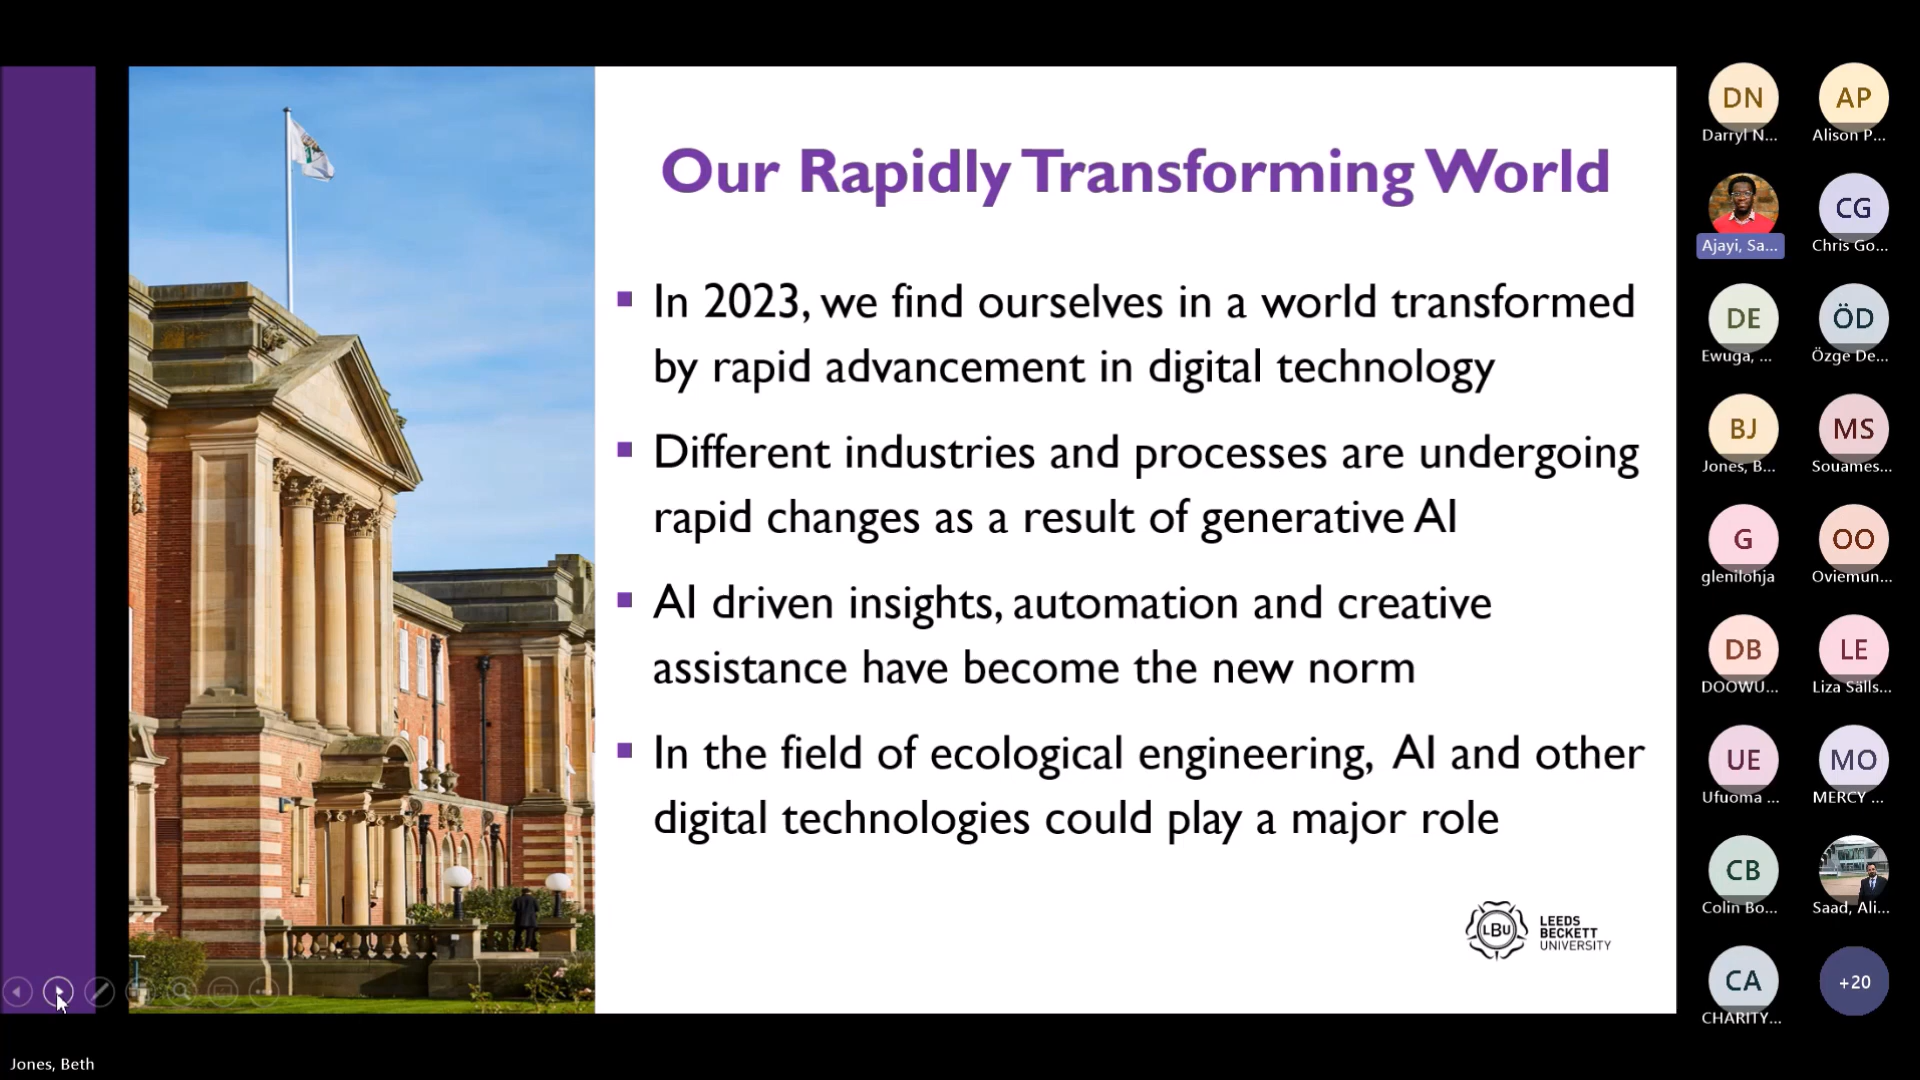 Our Rapidly Transforming World
In 2023, we find ourselves in a world transformed
by rapid advancement in digital technology
Different industries and processes are undergoing
rapid changes as a result of generative AI
AI driven insights, automation and creative
assistance have become the new norm
In the field of ecological engineering, AI and other
digital technologies could play a major role
LBU
LEEDS
BECKETT
UNIVERSITY
DN
Darryl N...
AP
Alison P...
Ajayi, Sa...
CG
Chris Go...
DE
Ewuga, ...
ÖD
Özge De...
BJ
Jones, B...
MS
Souames...
G
glenilohja
OO
Oviemun...
DB
DOOWU...
LE
Liza Sälls...
UE
Ufuoma ...
MO
MERCY ...
CB
Colin Bo...
Saad, Ali...
CA
CHARITY...
+20
Jones, Beth